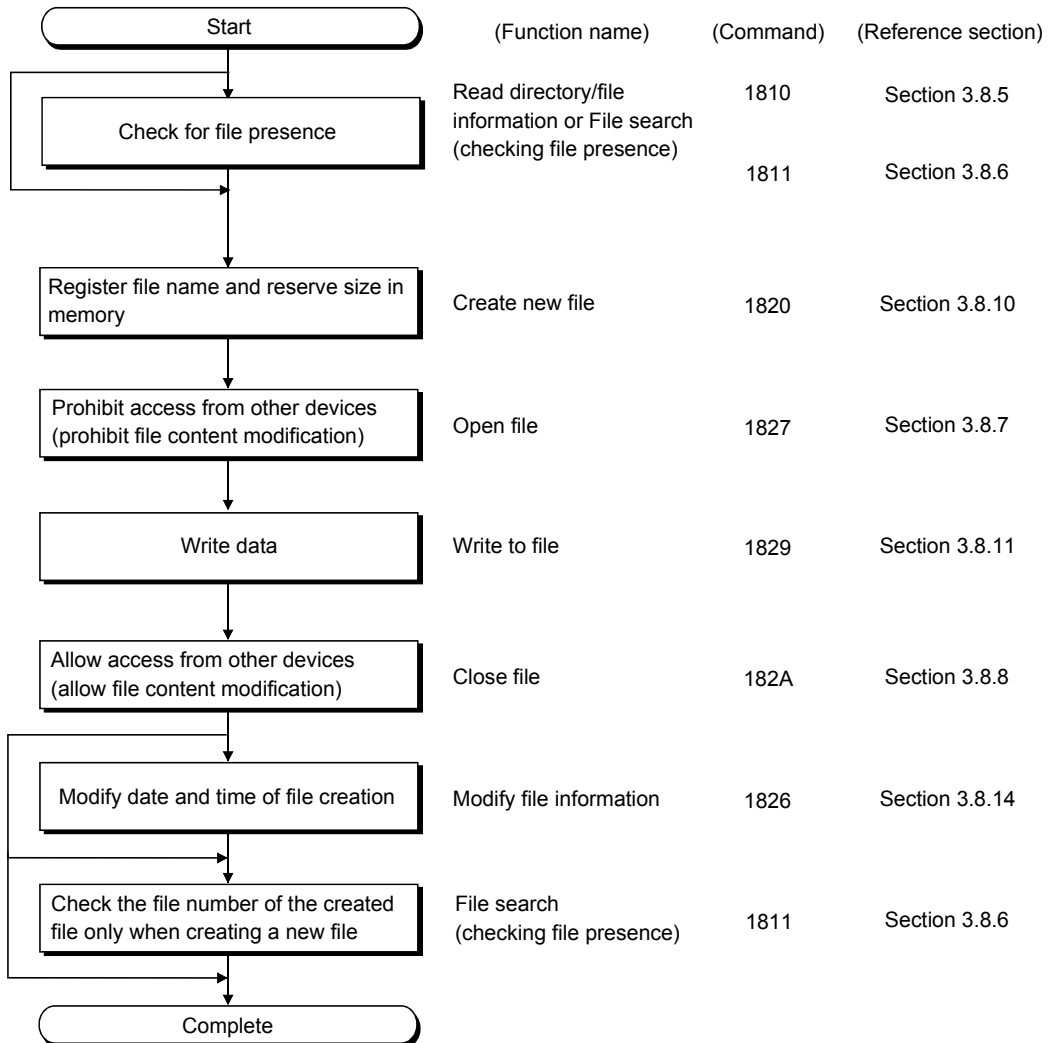 Start
(Function name)
(Command)
(Reference section)
Check for file presence
Read directory/file
information or File search
(checking file presence)
1810
Section 3.8.5
1811
Section 3.8.6
Register file name and reserve size in
memory
Create new file
1820
Section 3.8.10
Prohibit access from other devices
(prohibit file content modification)
Open file
1827
Section 3.8.7
Write data
Write to file
1829
Section 3.8.11
Allow access from other devices
(allow file content modification)
Close file
182A
Section 3.8.8
Modify date and time of file creation
Modify file information
1826
Section 3.8.14
Check the file number of the created
file only when creating a new file
File search
(checking file presence)
1811
Section 3.8.6
Complete